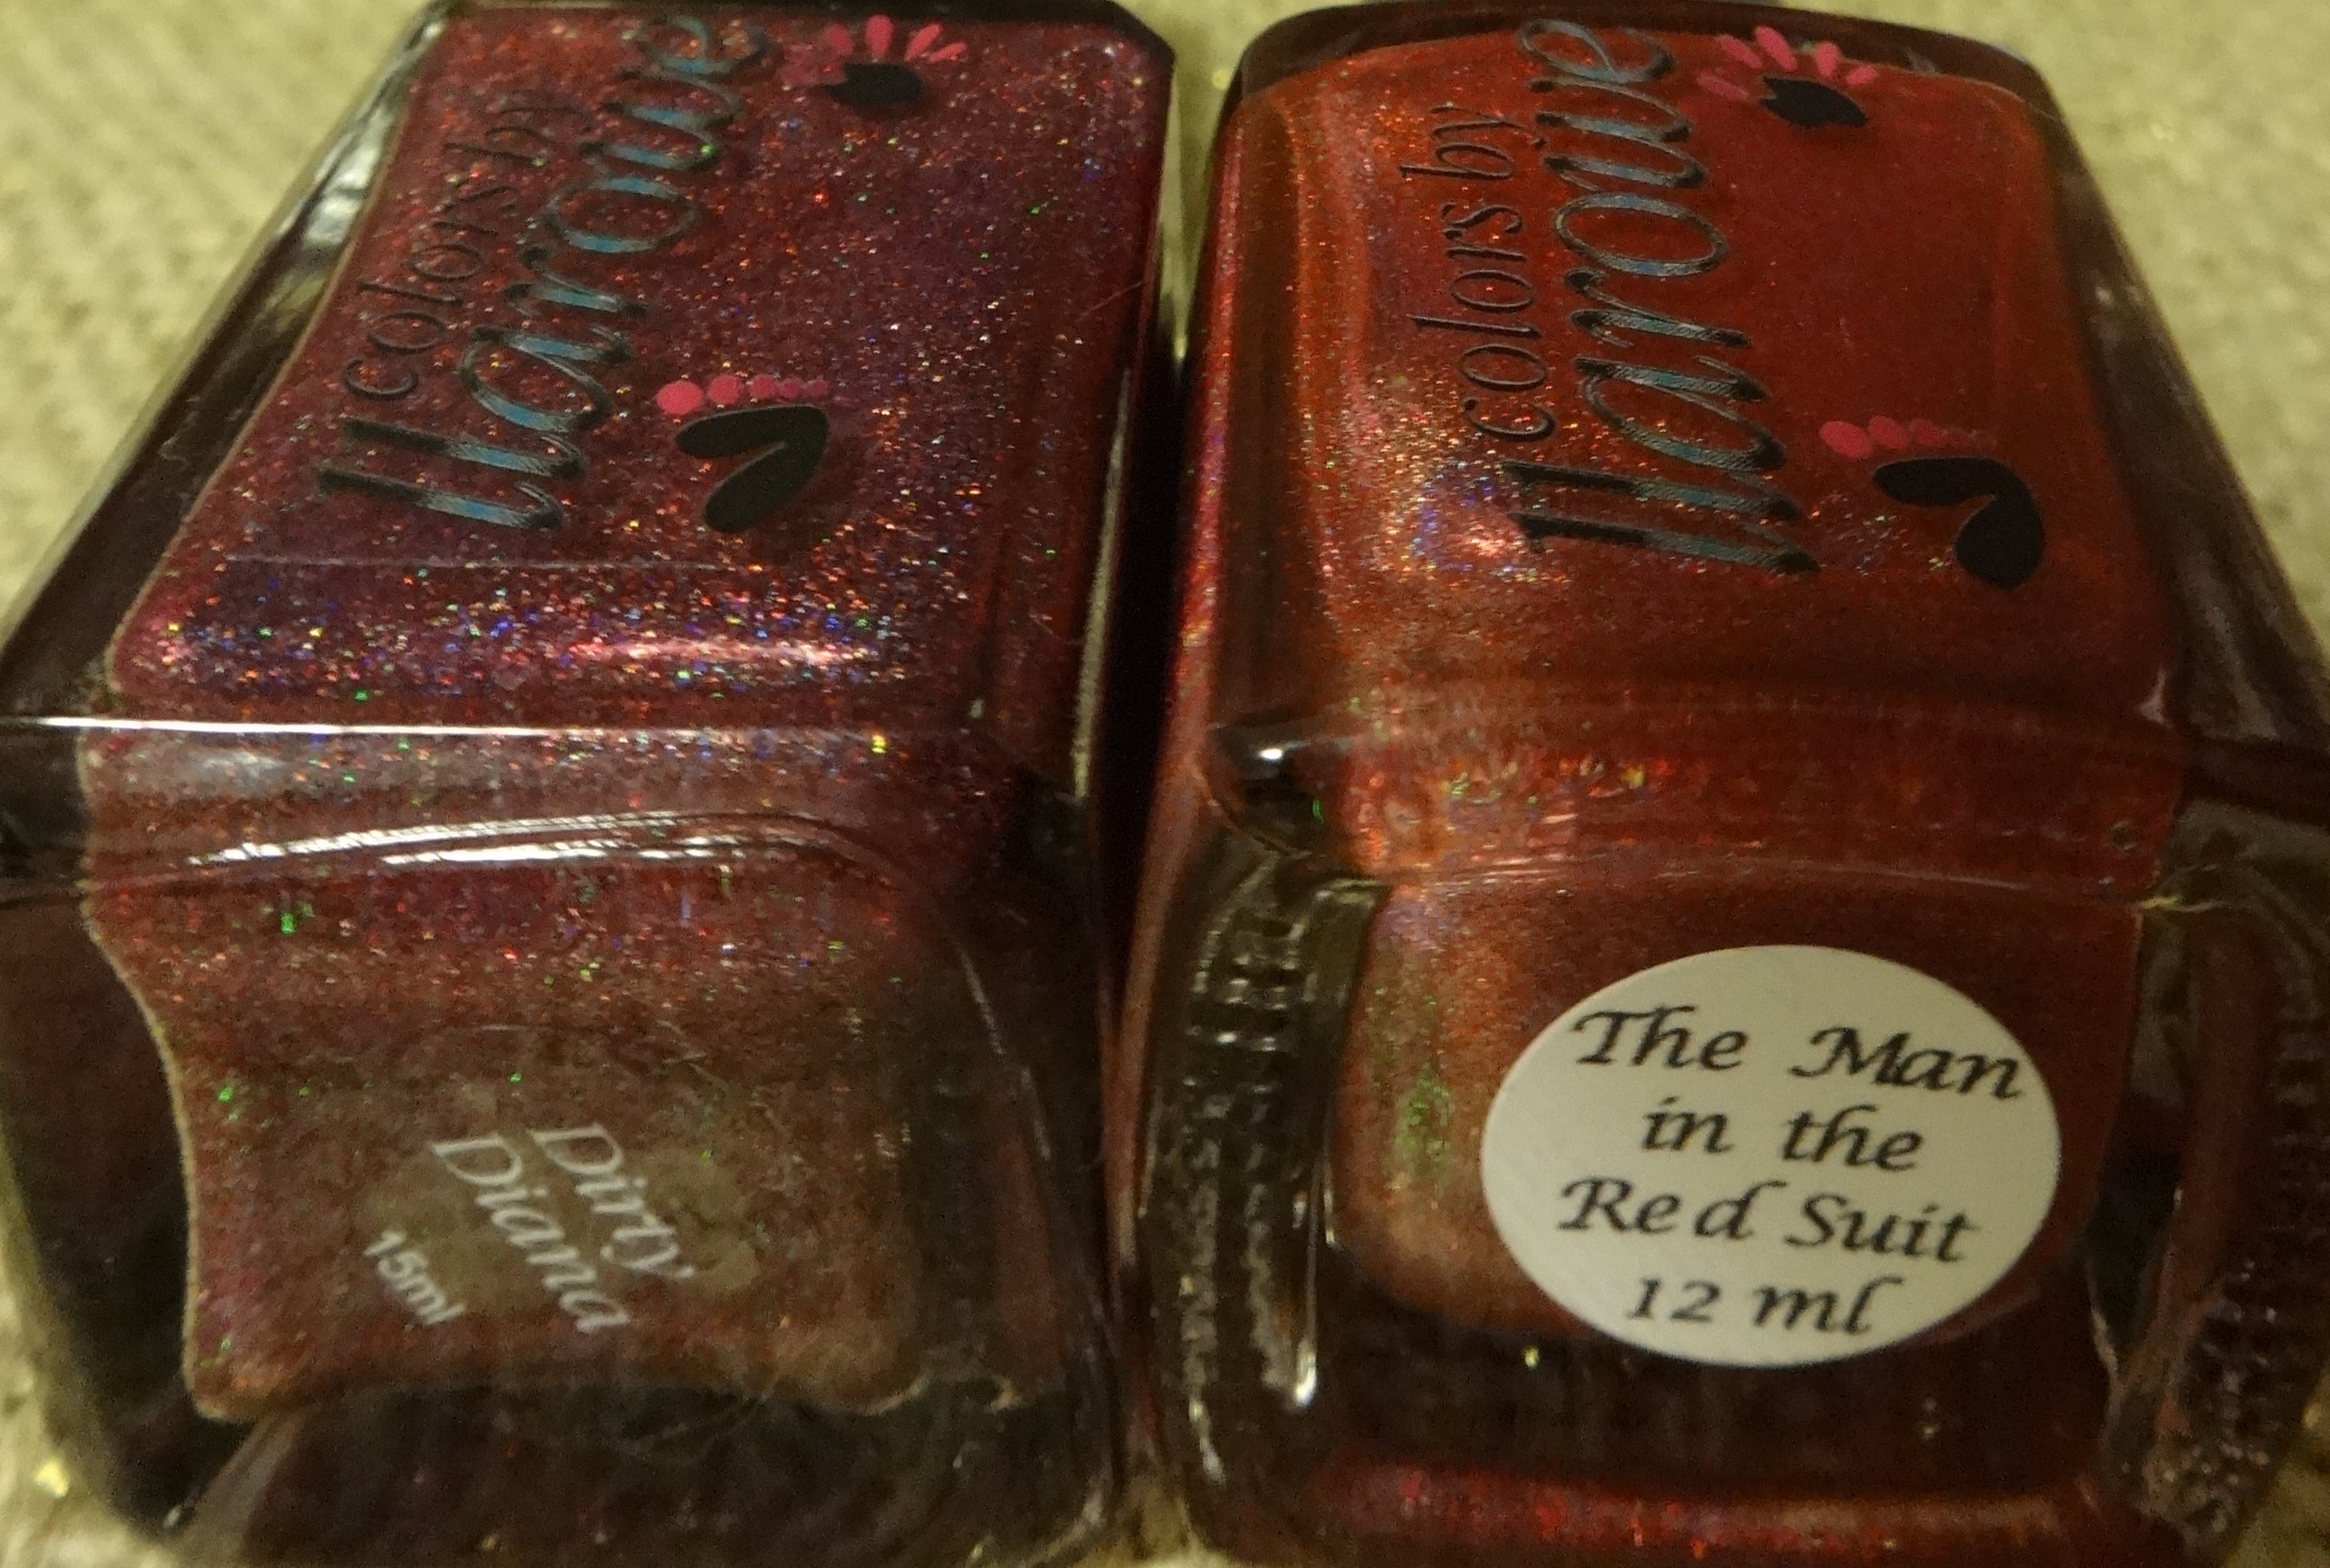 colors by
Llarowe
colors by
Llarowe
Dirty
Diana
15ml
The Man
in the
Red Suit
12 ml